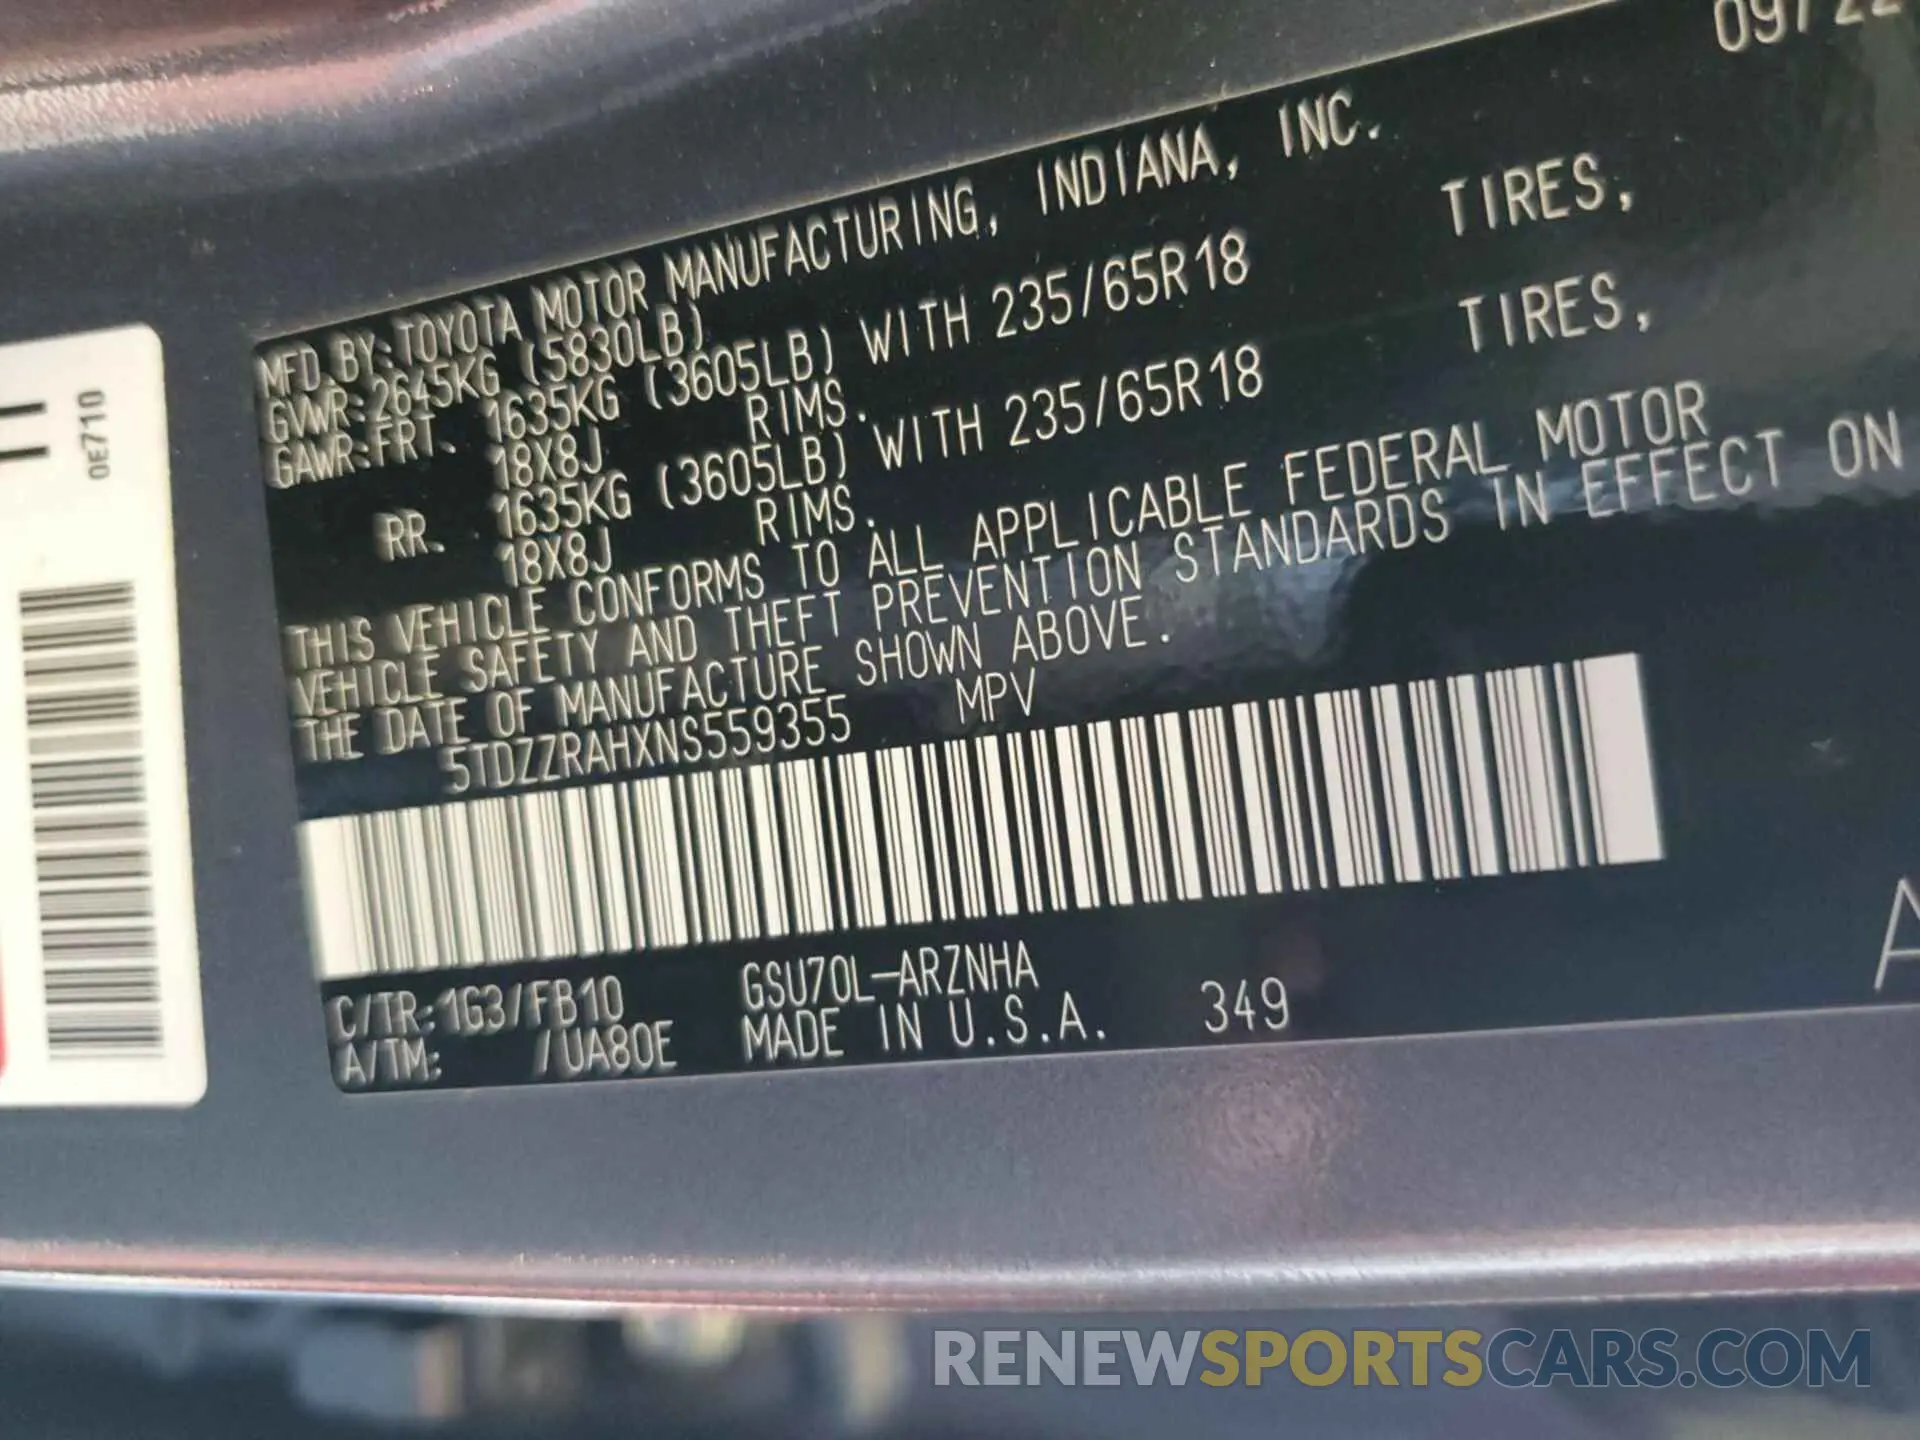 09/22
MFD BY:TOYOTA MOTOR MANUFACTURING, INDIANA, INC.
GVWR:2645KG (5830LB)
GAWR:FRT. 1635KG (3605LB) WITH 235/65R18 TIRES,
18X8J RIMS.
RR. 1635KG (3605LB) WITH 235/65R18 TIRES,
18X8J RIMS.
THIS VEHICLE CONFORMS TO ALL APPLICABLE FEDERAL MOTOR
VEHICLE SAFETY AND THEFT PREVENTION STANDARDS IN EFFECT ON
THE DATE OF MANUFACTURE SHOWN ABOVE.
5TDZZRAHXNS559355 MPV
C/TR:1G3/FB10 GSU70L-ARZNHA
A/TM: /UA80E MADE IN U.S.A. 349
0E710
RENEWSPORTSCARS.COM